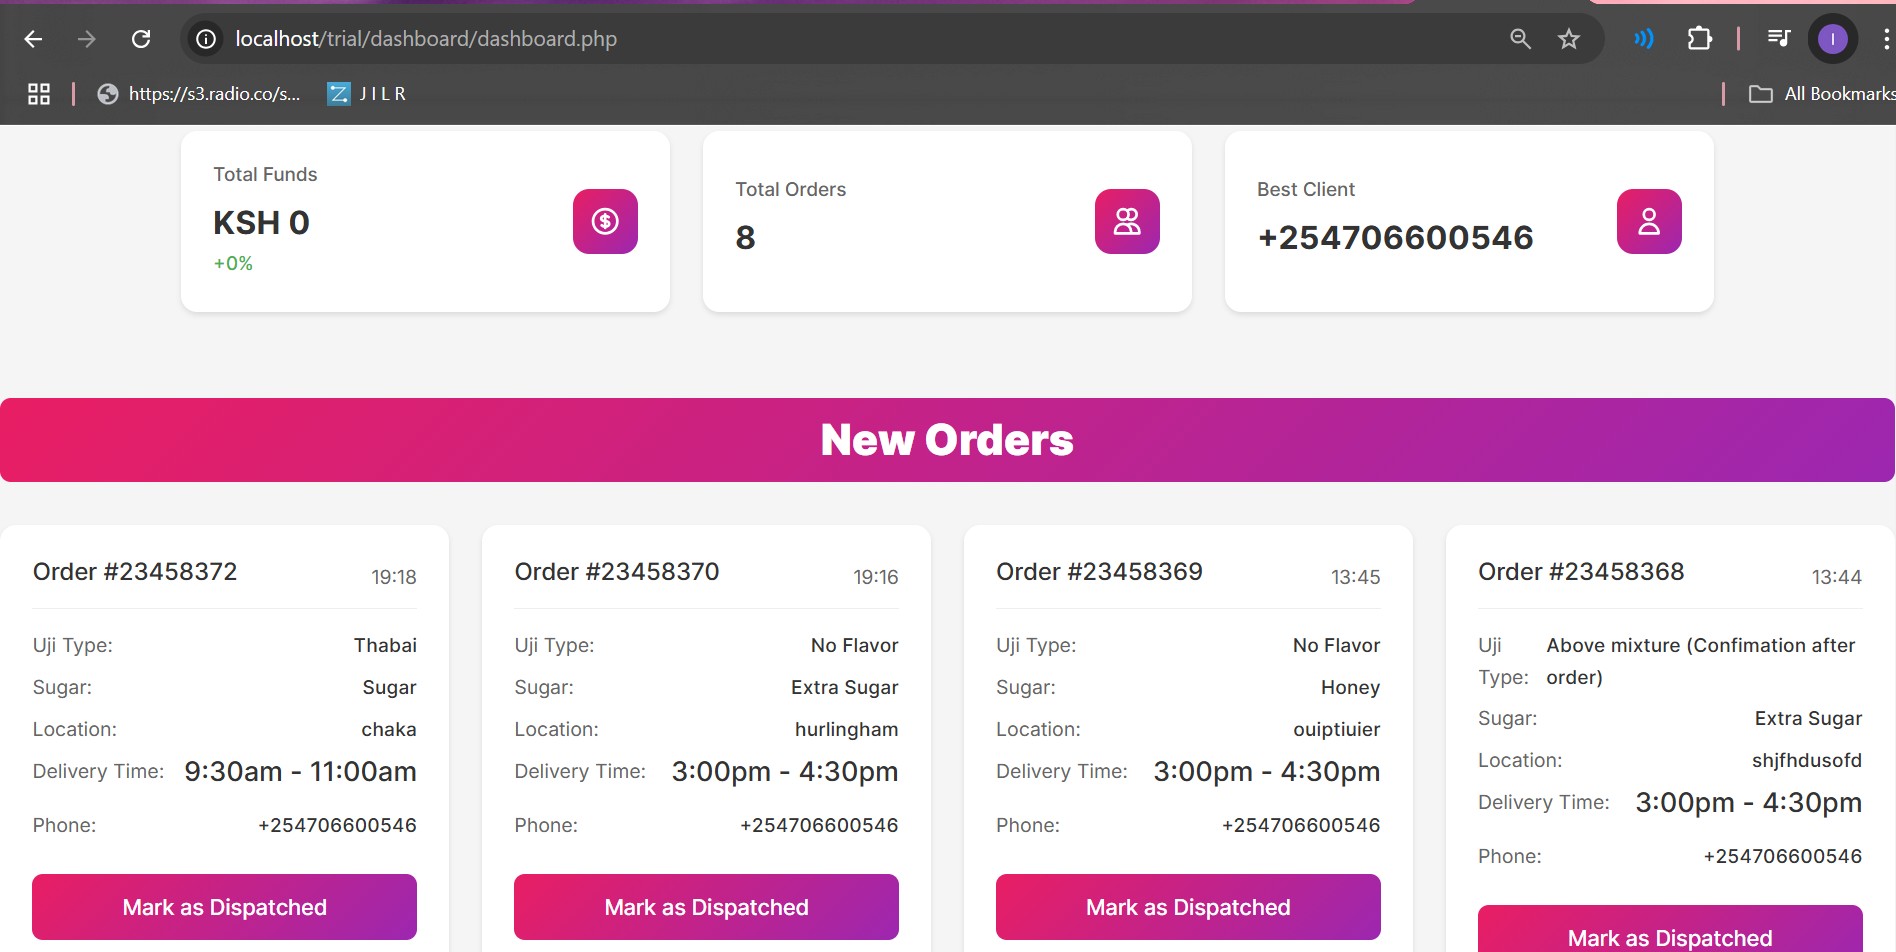 localhost/trial/dashboard/dashboard.php
I
https://s3.radio.co/s...
J I L R
All Bookmarks
Total Funds
KSH 0
+0%
Total Orders
8
Best Client
+254706600546
New Orders
Order #23458372
19:18
Uji Type: Thabai
Sugar: Sugar
Location: chaka
Delivery Time: 9:30am - 11:00am
Phone: +254706600546
Mark as Dispatched
Order #23458370
19:16
Uji Type: No Flavor
Sugar: Extra Sugar
Location: hurlingham
Delivery Time: 3:00pm - 4:30pm
Phone: +254706600546
Mark as Dispatched
Order #23458369
13:45
Uji Type: No Flavor
Sugar: Honey
Location: ouiptiuier
Delivery Time: 3:00pm - 4:30pm
Phone: +254706600546
Mark as Dispatched
Order #23458368
13:44
Uji Above mixture (Confimation after
Type: order)
Sugar: Extra Sugar
Location: shjfhdusofd
Delivery Time: 3:00pm - 4:30pm
Phone: +254706600546
Mark as Dispatched